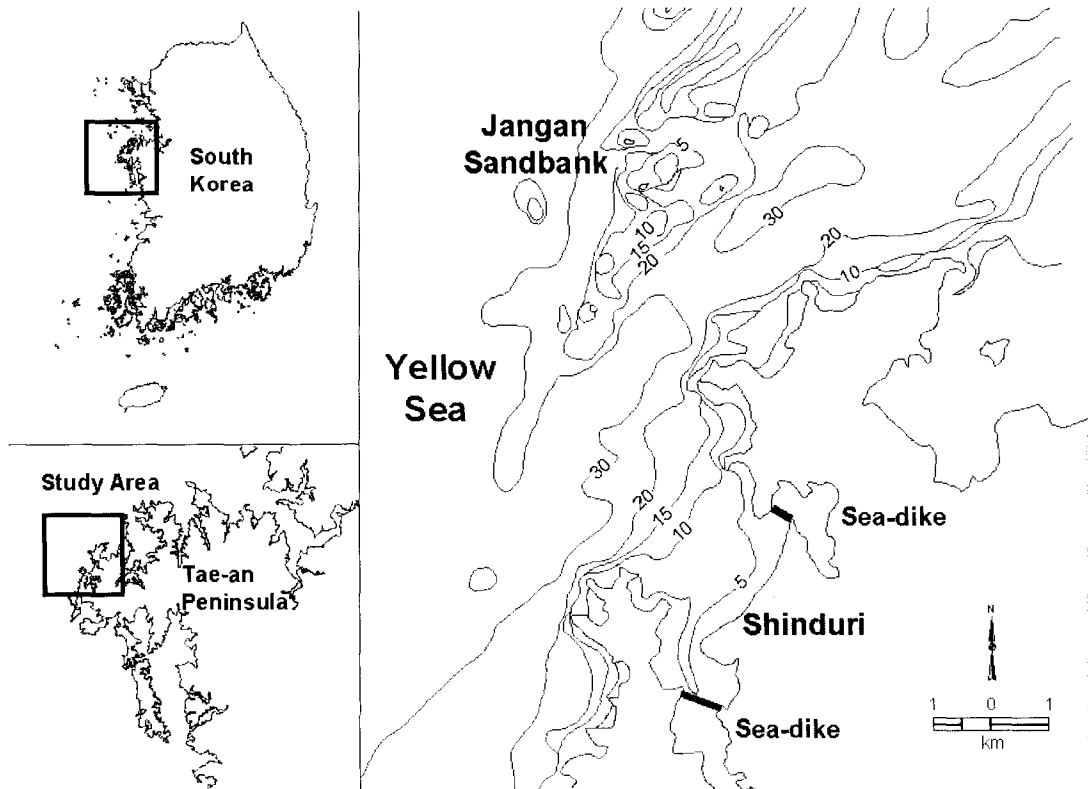 South
Korea
Study Area
Tae-an
Peninsula
Jangan
Sandbank
5
10
15
20
30
20
10
Yellow
Sea
30
20
15
10
5
Sea-dike
Shinduri
Sea-dike
N
1 0 1
km